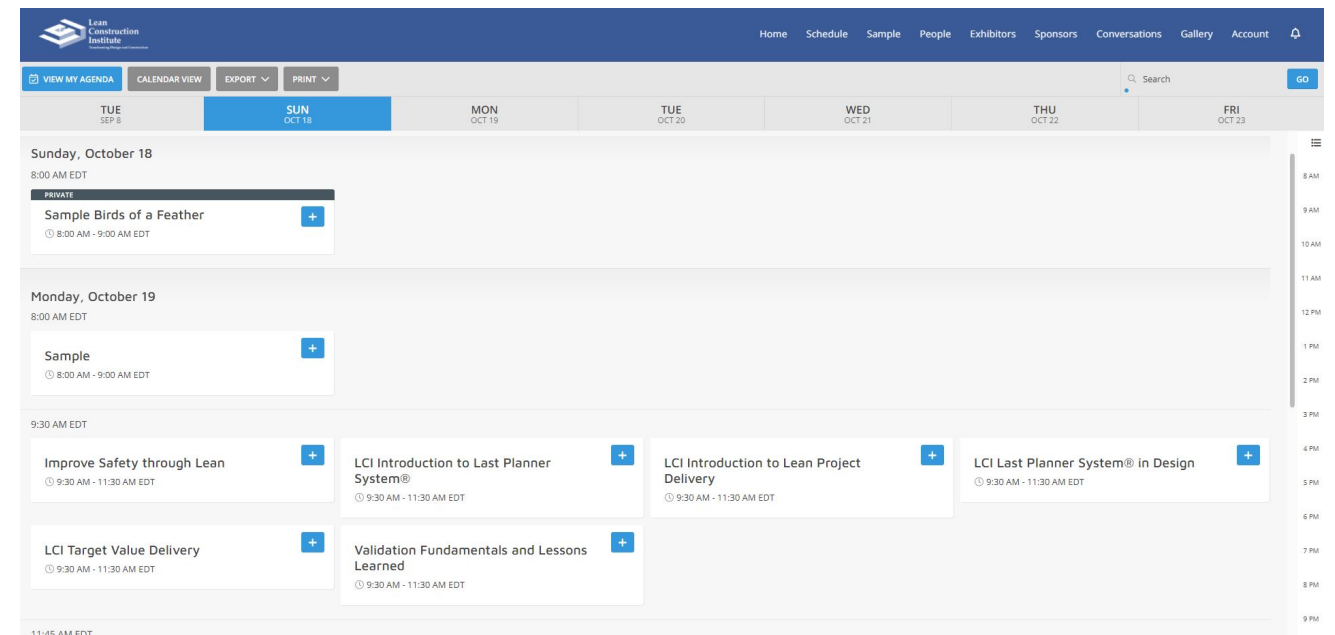 Lean
Construction
Institute
Transforming Design and Construction
Home Schedule Sample People Exhibitors Sponsors Conversations Gallery Account
VIEW MY AGENDA CALENDAR VIEW EXPORT PRINT Search GO
TUE SUN MON TUE WED THU FRI
SEP 8 OCT 18 OCT 19 OCT 20 OCT 21 OCT 22 OCT 23
Sunday, October 18
8:00 AM EDT
PRIVATE
Sample Birds of a Feather +
8:00 AM - 9:00 AM EDT
Monday, October 19
8:00 AM EDT
Sample +
8:00 AM - 9:00 AM EDT
9:30 AM EDT
Improve Safety through Lean +
9:30 AM - 11:30 AM EDT
LCI Introduction to Last Planner +
System®
9:30 AM - 11:30 AM EDT
LCI Introduction to Lean Project +
Delivery
9:30 AM - 11:30 AM EDT
LCI Last Planner System® in Design +
9:30 AM - 11:30 AM EDT
LCI Target Value Delivery +
9:30 AM - 11:30 AM EDT
Validation Fundamentals and Lessons +
Learned
9:30 AM - 11:30 AM EDT
11:45 AM EDT
8 AM
9 AM
10 AM
11 AM
12 PM
1 PM
2 PM
3 PM
4 PM
5 PM
6 PM
7 PM
8 PM
9 PM